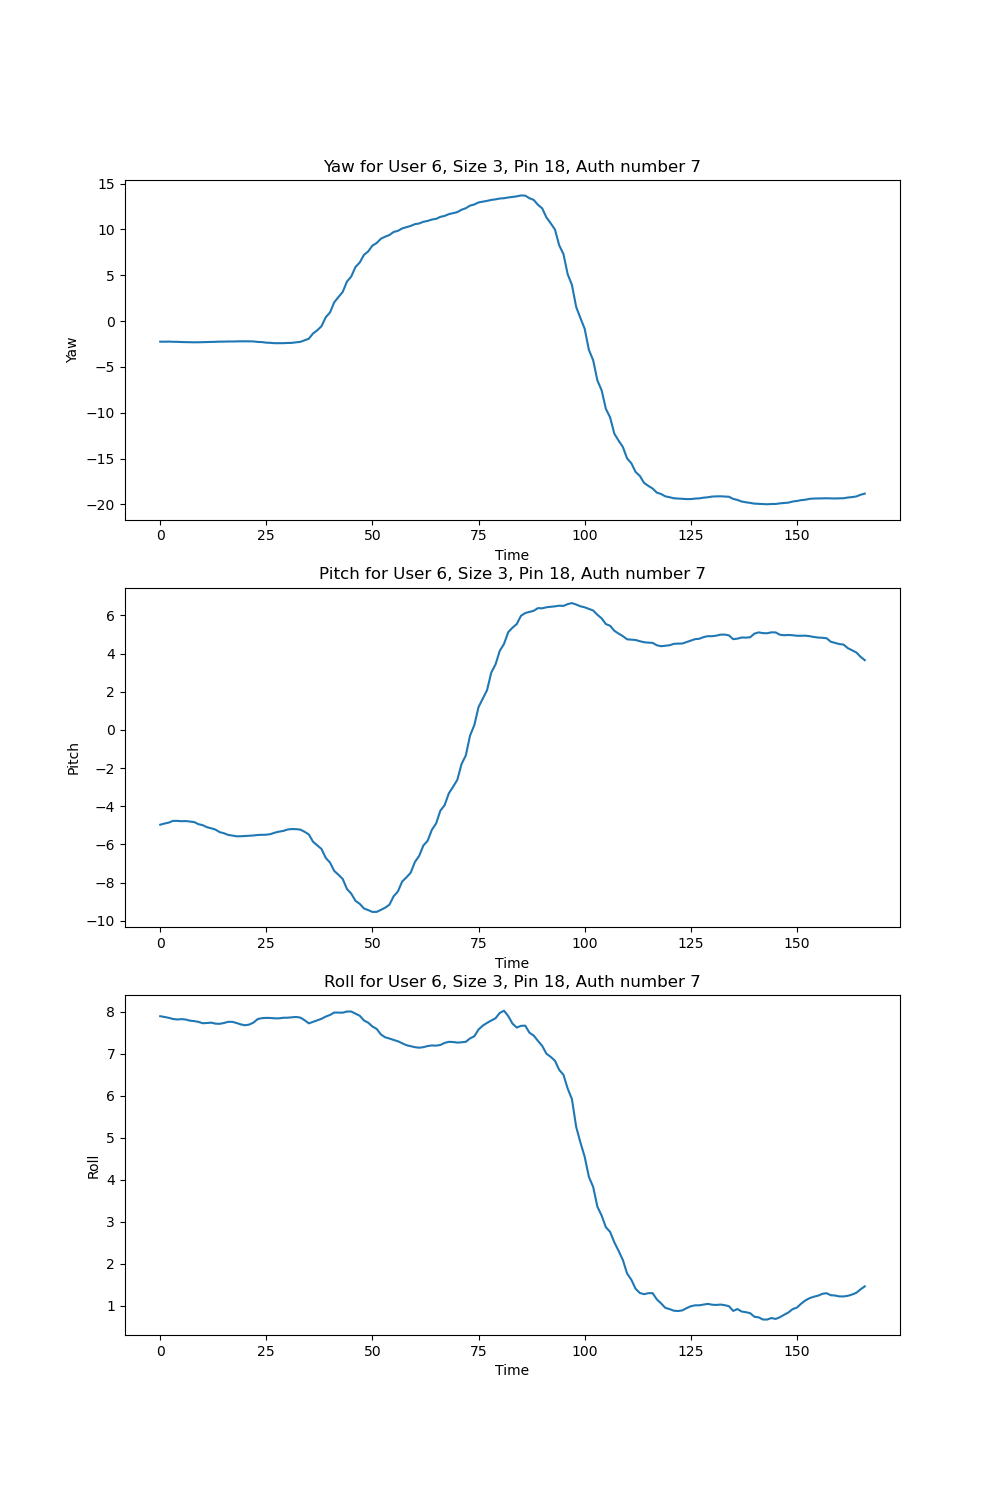 Yaw for User 6, Size 3, Pin 18, Auth number 7
15
10
5
0
−5
−10
−15
−20
Yaw
0 25 50 75 100 125 150
Time
Pitch for User 6, Size 3, Pin 18, Auth number 7
6
4
2
0
−2
−4
−6
−8
−10
Pitch
0 25 50 75 100 125 150
Time
Roll for User 6, Size 3, Pin 18, Auth number 7
8
7
6
5
4
3
2
1
Roll
0 25 50 75 100 125 150
Time